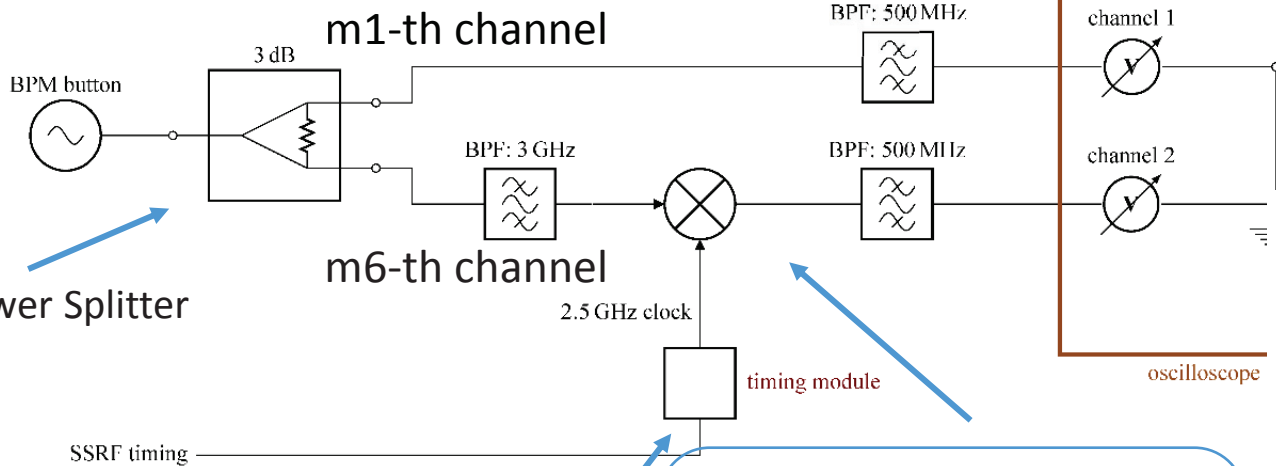 m1-th channel
BPF: 500 MHz
channel 1
3 dB
BPM button
V
BPF: 3 GHz
BPF: 500 MHz
channel 2
V
m6-th channel
Splitter
2.5 GHz clock
timing module
oscilloscope
SSRF timing